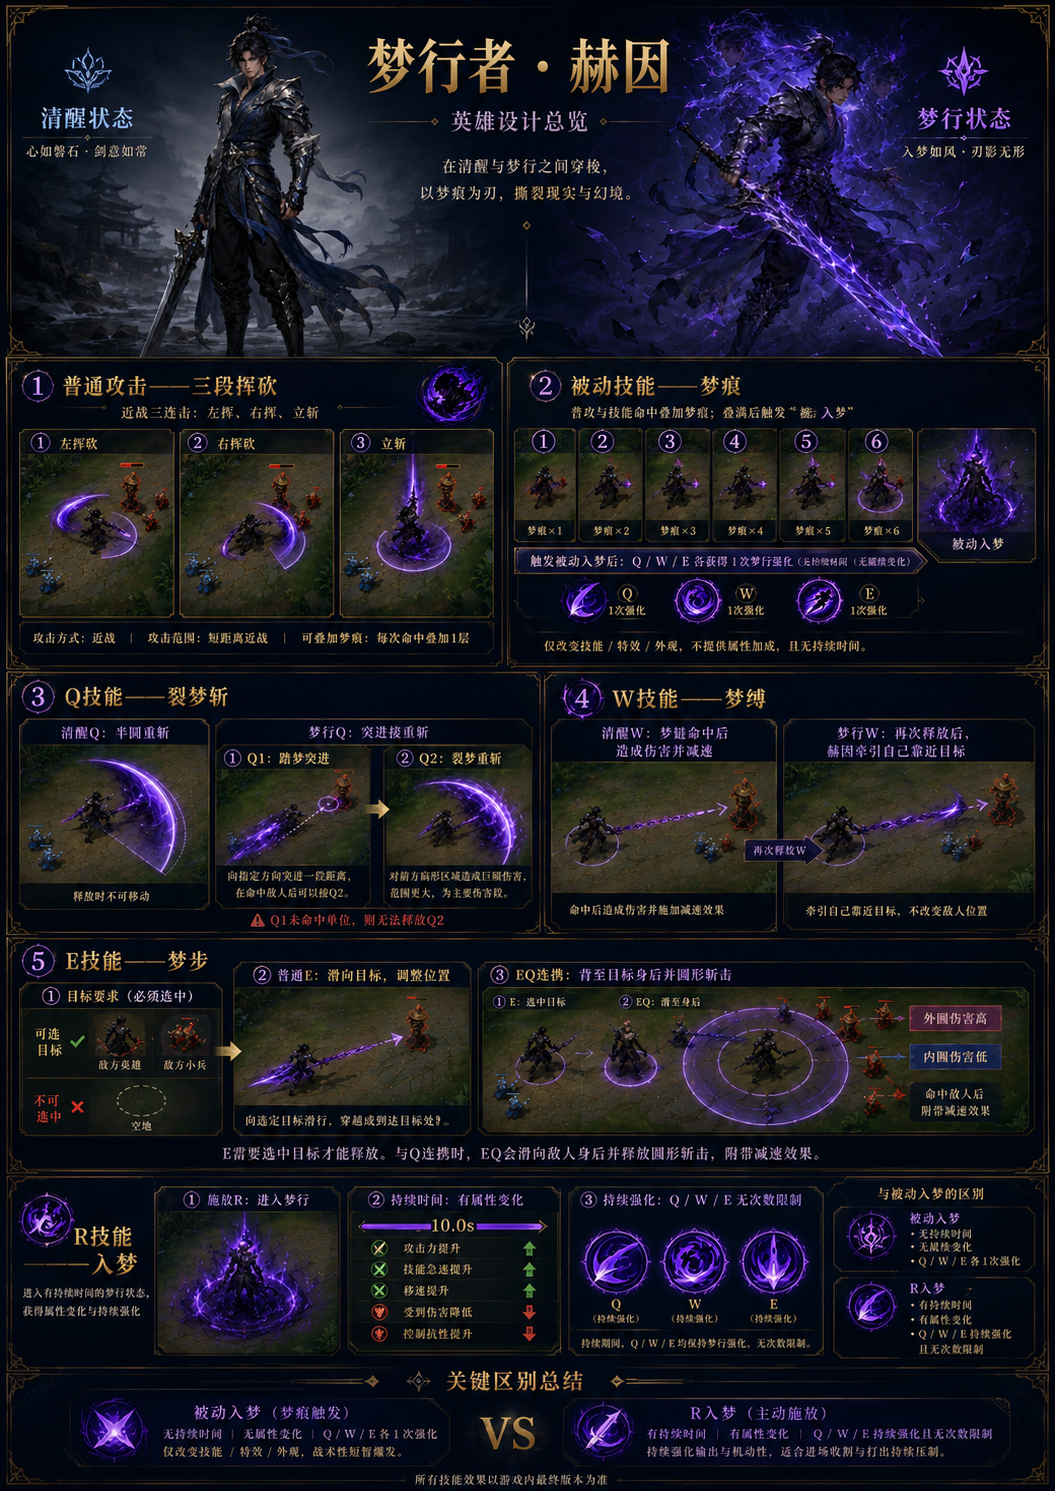 梦行者·赫因
英雄设计总览
在清醒与梦行之间穿梭，
以梦痕为刃，撕裂现实与幻境。
清醒状态
心如磐石·剑意如常
梦行状态
入梦如风·刃影无形
1 普通攻击——三段挥砍
近战三连击：左挥、右挥、立斩
1 左挥砍
2 右挥砍
3 立斩
攻击方式：近战 | 攻击范围：短距离近战 | 可叠加梦痕：每次命中叠加1层
2 被动技能——梦痕
普攻与技能命中叠加梦痕；叠满后触发“ 入梦”
1
2
3
4
5
6
梦痕×1
梦痕×2
梦痕×3
梦痕×4
梦痕×5
梦痕×6
被动入梦
触发被动入梦后：Q / W / E 各获得 1次梦行强化
Q
1次强化
W
1次强化
E
1次强化
仅改变技能 / 特效 / 外观，不提供属性加成，且无持续时间。
3 Q技能——裂梦斩
清醒Q：半圆重斩
释放时不可移动
梦行Q：突进接重斩
1 Q1：踏梦突进
向指定方向突进一段距离，
在命中敌人后可以接Q2。
2 Q2：裂梦重斩
对前方扇形区域造成巨额伤害，
范围更大，为主要伤害段。
Q1未命中单位，则无法释放Q2
4 W技能——梦缚
清醒W：梦链命中后
造成伤害并减速
命中后造成伤害并施加减速效果
再次释放W
梦行W：再次释放后，
赫因牵引自己靠近目标
牵引自己靠近目标，不改变敌人位置
5 E技能——梦步
1 目标要求（必须选中）
可选
目标
敌方英雄
敌方小兵
不可
选中
空地
2 普通E：滑向目标，调整位置
向选定目标滑行，穿越或到达目标处
3 EQ连携：背至目标身后并圆形斩击
1 E：选中目标
2 EQ：滑至身后
外圈伤害高
内圈伤害低
命中敌人后
附带减速效果
E需要选中目标才能释放。与Q连携时，EQ会滑向敌人身后并释放圆形斩击，附带减速效果。
R技能
——入梦
进入有持续时间的梦行状态，
获得属性变化与持续强化
1 施放R：进入梦行
2 持续时间：有属性变化
10.0s
攻击力提升
技能急速提升
移速提升
受到伤害降低
控制抗性提升
3 持续强化：Q / W / E 无次数限制
Q
（持续强化）
W
（持续强化）
E
（持续强化）
持续期间，Q / W / E 均保持梦行强化，无次数限制。
与被动入梦的区别
被动入梦
• 无持续时间
• 无属性变化
• Q / W / E 各1次强化
R入梦
• 有持续时间
• 有属性变化
• Q / W / E 持续强化
且无次数限制
关键区别总结
被动入梦（梦痕触发）
无持续时间 | 无属性变化 | Q / W / E 各1次强化
仅改变技能 / 特效 / 外观，战术性短暂爆发。
VS
R入梦（主动施放）
有持续时间 | 有属性变化 | Q / W / E 持续强化且无次数限制
持续强化输出与机动性，适合进场收割与打出持续压制。
所有技能效果以游戏内最终版本为准